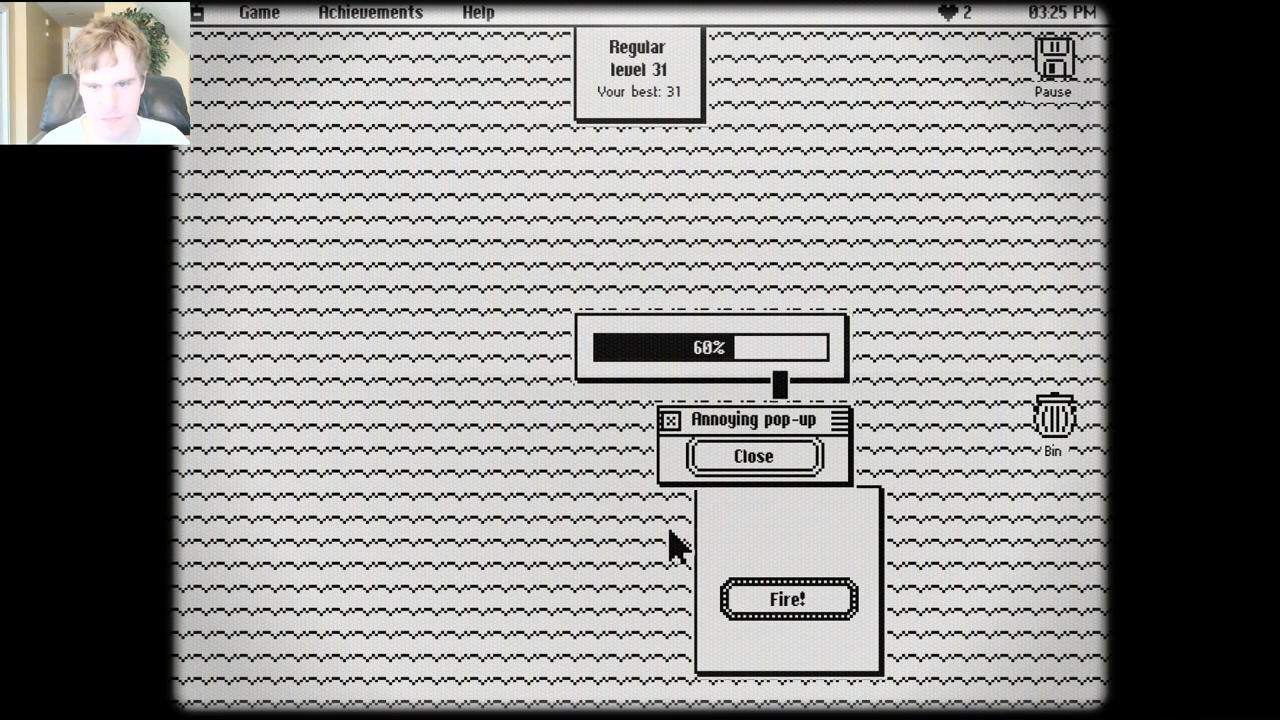 Game Achievements Help 2 03:25 PM
Regular
level 31
Your best: 31
Pause
60%
Annoying pop-up
Close
Bin
Fire!